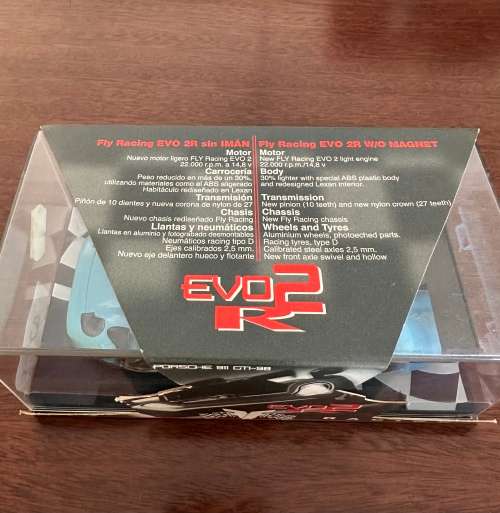 Fly Racing EVO 2R sin IMÁN
Motor
Nuevo motor ligero FLY Racing EVO 2
22.000 r.p.m. a 14,8 v
Carrocería
Peso reducido en más de un 30%,
utilizando materiales como al ABS aligerado
Habitáculo rediseñado en Lexan
Transmisión
Piñón de 10 dientes y nueva corona de nylon de 27
Chasis
Nuevo chasis rediseñado Fly Racing
Llantas y neumáticos
Llantas en aluminio y fotograbado desmontables
Neumáticos racing tipo D
Ejes calibrados 2,5 mm.
Nuevo eje delantero hueco y flotante
Fly Racing EVO 2R W/O MAGNET
Motor
New FLY Racing EVO 2 light engine
22.000 r.p.m./14,8 v
Body
30% lighter with special ABS plastic body
and redesigned Lexan interior.
Transmission
New pinion (10 teeth) and new nylon crown (27 teeth)
Chassis
New Fly Racing chassis
Wheels and Tyres
Aluminium wheels, photoeched parts.
Racing tyres, type D
Calibrated steel axles 2,5 mm.
New front axle swivel and hollow
EVO2
R
PORSCHE 911 GT1-98
EVO2